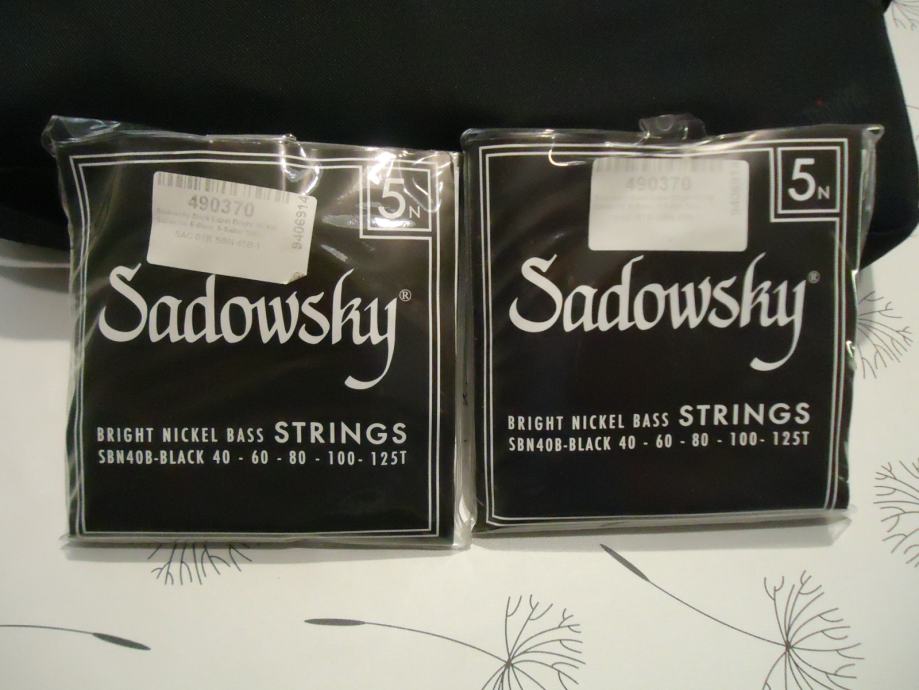 490370
9406914
5N
Sadowsky®
BRIGHT NICKEL BASS STRINGS
SBN40B-BLACK 40 - 60 - 80 - 100- 125T
490370
5N
Sadowsky®
BRIGHT NICKEL BASS STRINGS
SBN40B-BLACK 40 - 60 - 80 - 100- 125T